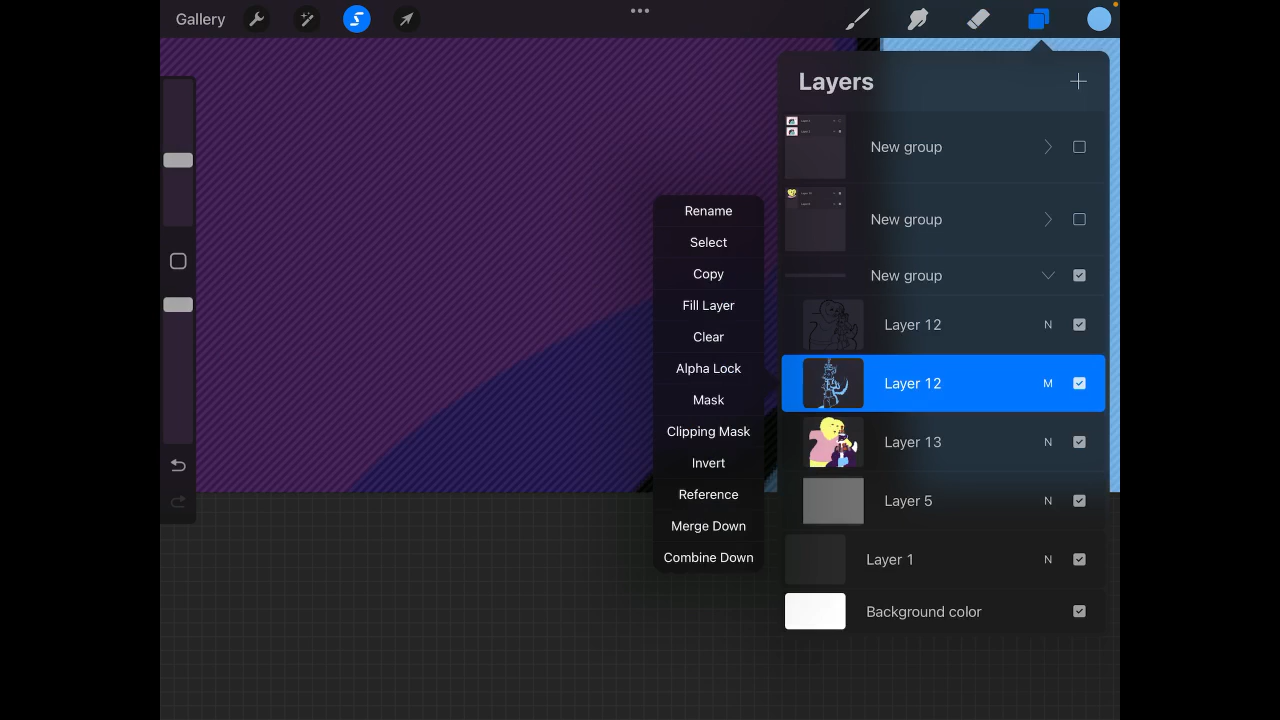 Gallery
Layers
New group
New group
New group
Layer 12 N
Layer 12 M
Layer 13 N
Layer 5 N
Layer 1 N
Background color
Rename
Select
Copy
Fill Layer
Clear
Alpha Lock
Mask
Clipping Mask
Invert
Reference
Merge Down
Combine Down